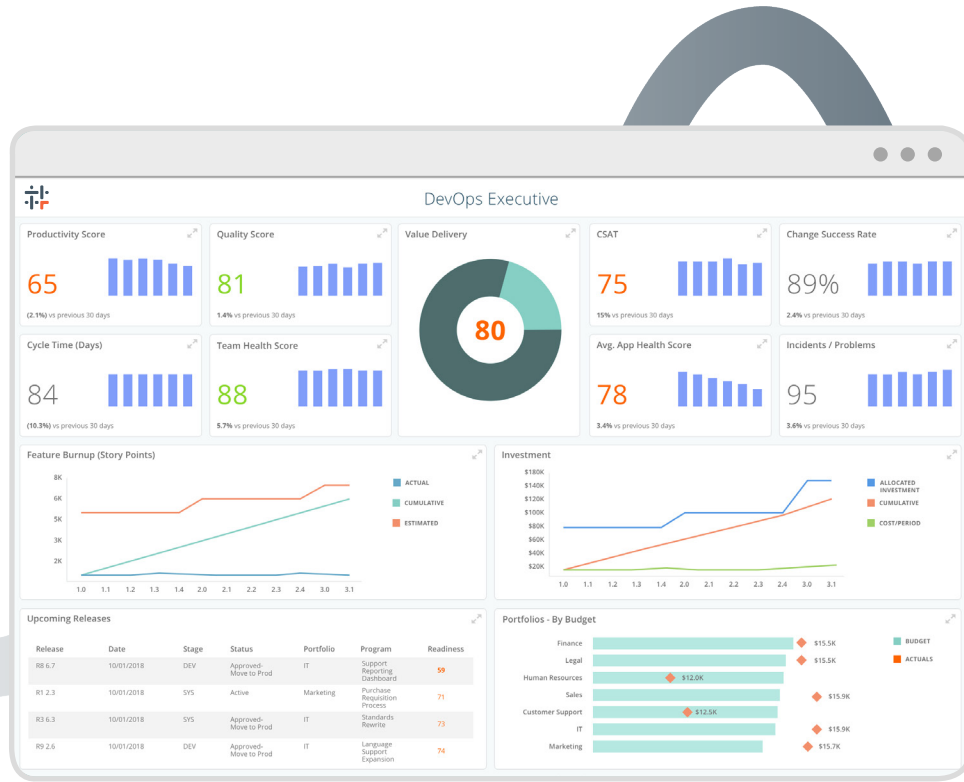 DevOps Executive
Productivity Score
65
(2.1%) vs previous 30 days
Quality Score
81
1.4% vs previous 30 days
Value Delivery
80
CSAT
75
15% vs previous 30 days
Change Success Rate
89%
2.4% vs previous 30 days
Cycle Time (Days)
84
(10.3%) vs previous 30 days
Team Health Score
88
5.7% vs previous 30 days
Avg. App Health Score
78
3.4% vs previous 30 days
Incidents / Problems
95
3.6% vs previous 30 days
Feature Burnup (Story Points)
8K
6K
5K
3K
2K
1.0 1.1 1.2 1.3 1.4 2.0 2.1 2.2 2.3 2.4 3.0 3.1
ACTUAL
CUMULATIVE
ESTIMATED
Investment
$180K
$140K
$120K
$100K
$80K
$60K
$40K
$20K
1.0 1.1 1.2 1.3 1.4 2.0 2.1 2.2 2.3 2.4 3.0 3.1
ALLOCATED
INVESTMENT
CUMULATIVE
COST/PERIOD
Upcoming Releases
Release Date Stage Status Portfolio Program Readiness
R8 6.7 10/01/2018 DEV Approved- IT Support 59
Move to Prod Reporting
Dashboard
R1 2.3 10/01/2018 SYS Active Marketing Purchase 71
Requisition
Process
R3 6.3 10/01/2018 SYS Approved- IT Standards 73
Move to Prod Rewrite
R9 2.6 10/01/2018 DEV Approved- IT Language 74
Move to Prod Support
Expansion
Portfolios - By Budget
Finance $15.5K
Legal $15.5K
Human Resources $12.0K
Sales $15.9K
Customer Support $12.5K
IT $15.9K
Marketing $15.7K
BUDGET
ACTUALS